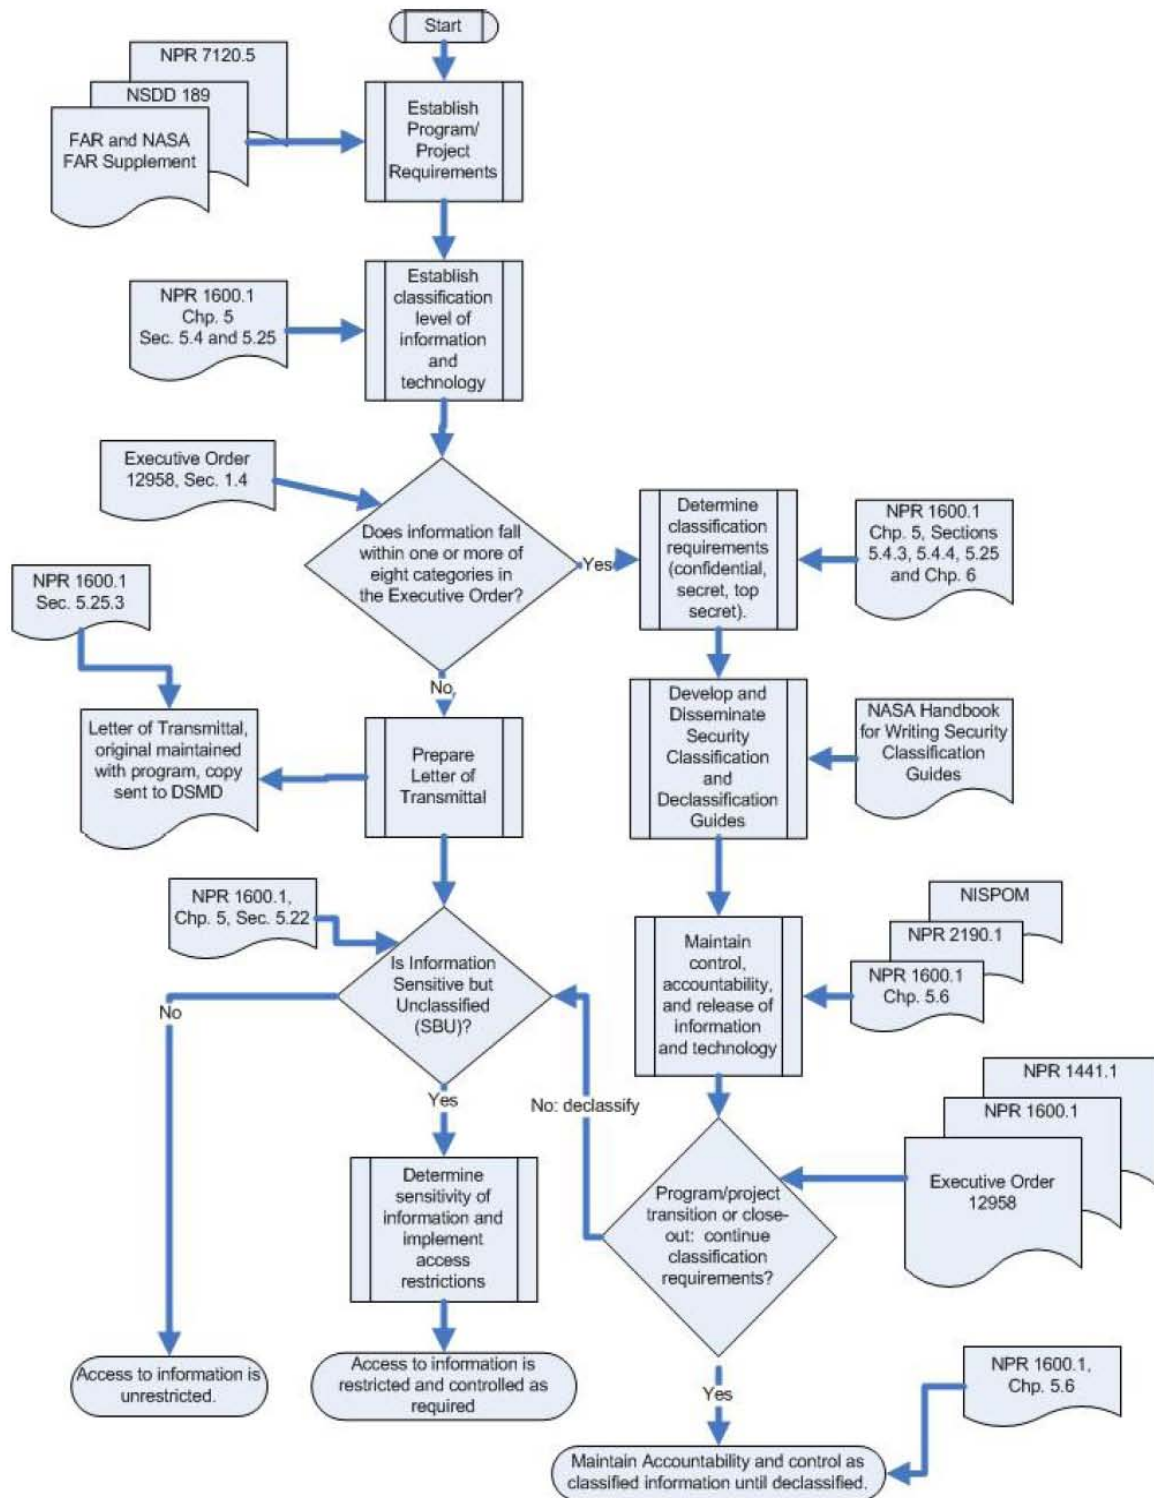 Start
NPR 7120.5
NSDD 189
FAR and NASA
FAR Supplement
Establish
Program/
Project
Requirements
NPR 1600.1
Chp. 5
Sec. 5.4 and 5.25
Establish
classification
level of
information
and
technology
Executive Order
12958, Sec. 1.4
Does information fall
within one or more of
eight categories in
the Executive Order?
Yes
Determine
classification
requirements
(confidential,
secret, top
secret).
NPR 1600.1
Chp. 5, Sections
5.4.3, 5.4.4, 5.25
and Chp. 6
NPR 1600.1
Sec. 5.25.3
No
Letter of Transmittal,
original maintained
with program, copy
sent to DSMD
Prepare
Letter of
Transmittal
Develop and
Disseminate
Security
Classification
and
Declassification
Guides
NASA Handbook
for Writing Security
Classification
Guides
NPR 1600.1,
Chp. 5, Sec. 5.22
Is Information
Sensitive but
Unclassified
(SBU)?
No
Yes
Maintain
control,
accountability,
and release of
information
and technology
NISPOM
NPR 2190.1
NPR 1600.1
Chp. 5.6
No: declassify
NPR 1441.1
NPR 1600.1
Executive Order
12958
Determine
sensitivity of
information and
implement
access
restrictions
Program/project
transition or close-
out: continue
classification
requirements?
Access to information is
unrestricted.
Access to information is
restricted and controlled as
required
Yes
NPR 1600.1,
Chp. 5.6
Maintain Accountability and control as
classified information until declassified.